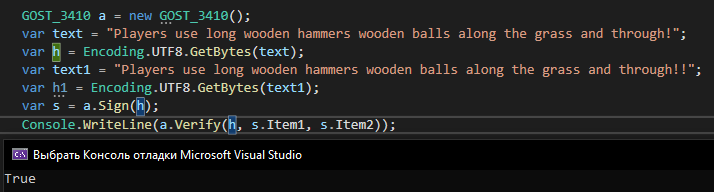 GOST_3410 a = new GOST_3410();
var text = "Players use long wooden hammers wooden balls along the grass and through!";
var h = Encoding.UTF8.GetBytes(text);
var text1 = "Players use long wooden hammers wooden balls along the grass and through!!";
var h1 = Encoding.UTF8.GetBytes(text1);
var s = a.Sign(h);
Console.WriteLine(a.Verify(h, s.Item1, s.Item2));
Выбрать Консоль отладки Microsoft Visual Studio
True